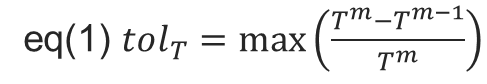 eq(1) tol_T = max((T^m − T^{m−1})/T^m)